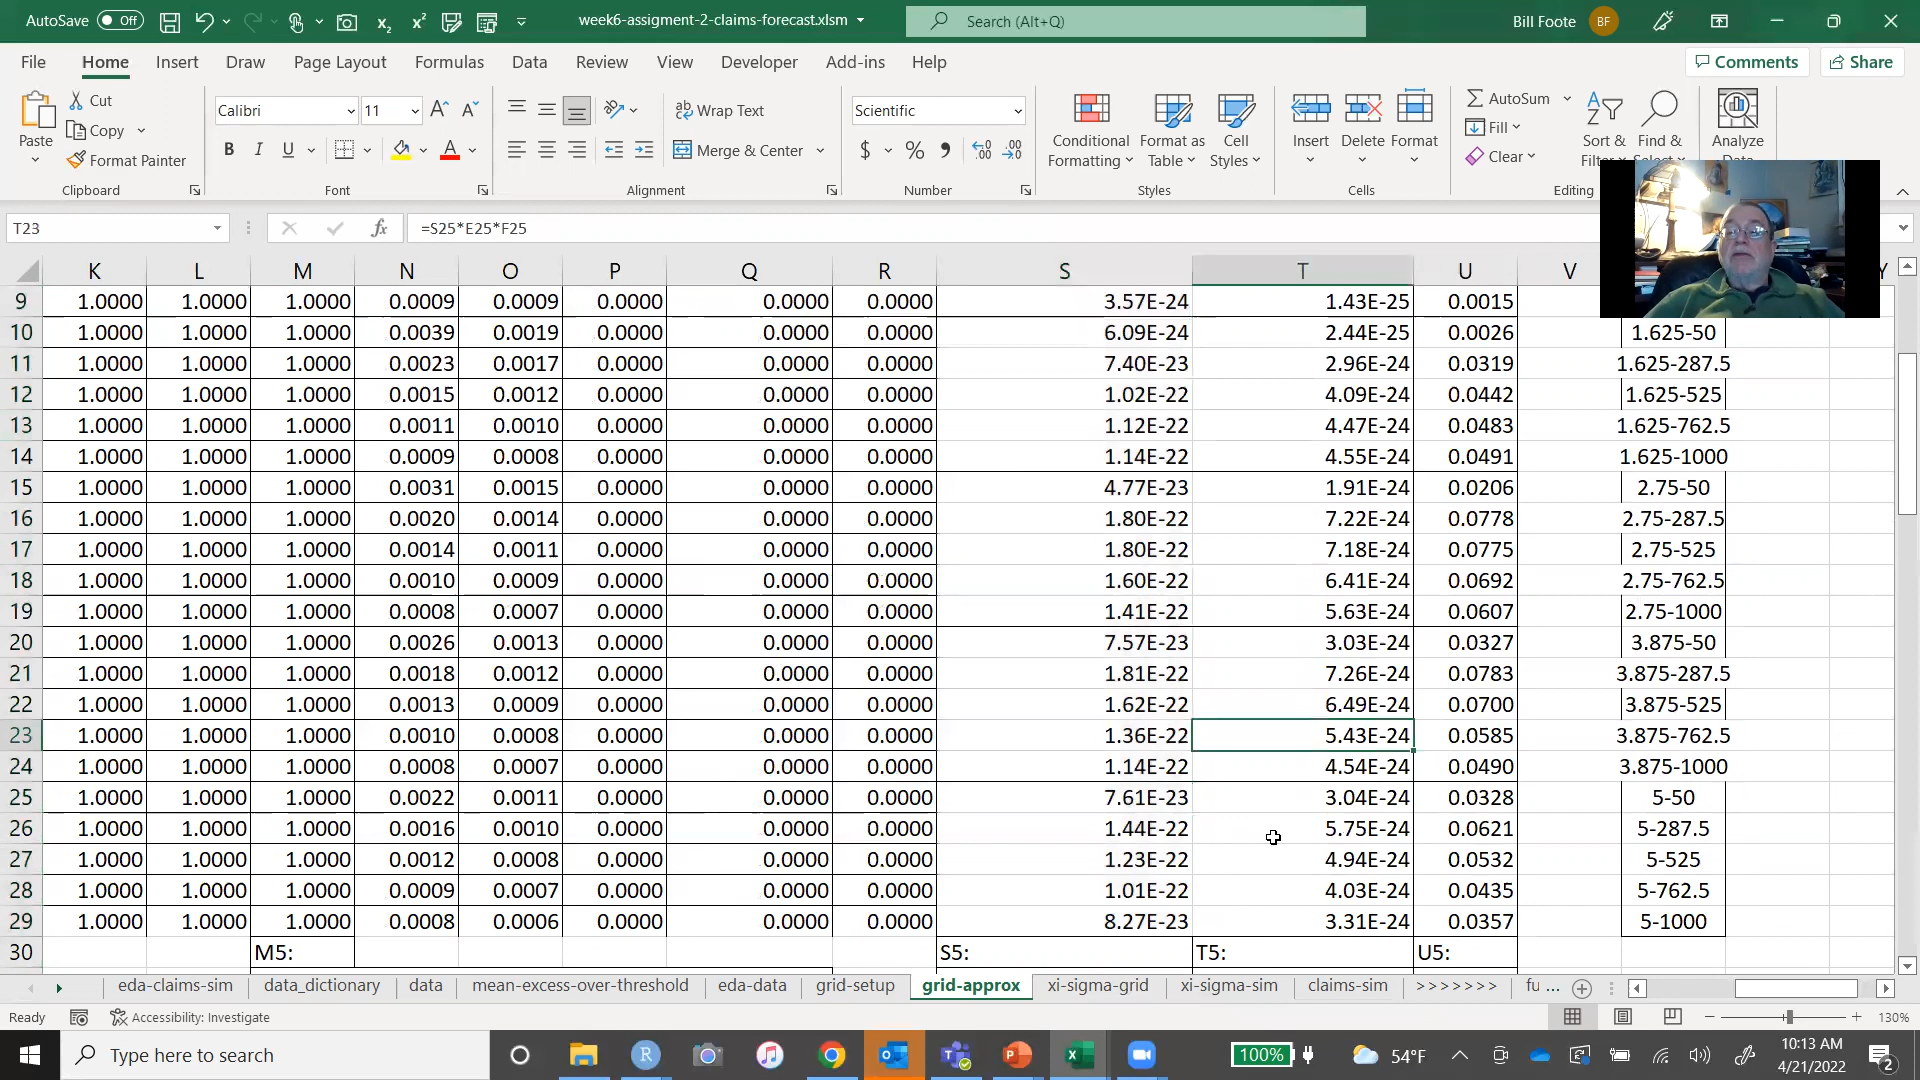 AutoSave Off week6-assigment-2-claims-forecast.xlsm Search (Alt+Q) Bill Foote BF
File Home Insert Draw Page Layout Formulas Data Review View Developer Add-ins Help Comments Share
Cut
Copy
Format Painter
Paste
Clipboard
Calibri 11
B I U
Font
Wrap Text
Merge & Center
Alignment
Scientific
$ % 9 .00 .00
Number
Conditional Formatting
Format as Table
Cell Styles
Styles
Insert Delete Format
Cells
AutoSum
Fill
Clear
Sort & Filter
Find & Select
Editing
Analyze Data
T23 fx =S25*E25*F25
K L M N O P Q R S T U V Y
9 1.0000 1.0000 1.0000 0.0009 0.0009 0.0000 0.0000 0.0000 3.57E-24 1.43E-25 0.0015
10 1.0000 1.0000 1.0000 0.0039 0.0019 0.0000 0.0000 0.0000 6.09E-24 2.44E-25 0.0026 1.625-50
11 1.0000 1.0000 1.0000 0.0023 0.0017 0.0000 0.0000 0.0000 7.40E-23 2.96E-24 0.0319 1.625-287.5
12 1.0000 1.0000 1.0000 0.0015 0.0012 0.0000 0.0000 0.0000 1.02E-22 4.09E-24 0.0442 1.625-525
13 1.0000 1.0000 1.0000 0.0011 0.0010 0.0000 0.0000 0.0000 1.12E-22 4.47E-24 0.0483 1.625-762.5
14 1.0000 1.0000 1.0000 0.0009 0.0008 0.0000 0.0000 0.0000 1.14E-22 4.55E-24 0.0491 1.625-1000
15 1.0000 1.0000 1.0000 0.0031 0.0015 0.0000 0.0000 0.0000 4.77E-23 1.91E-24 0.0206 2.75-50
16 1.0000 1.0000 1.0000 0.0020 0.0014 0.0000 0.0000 0.0000 1.80E-22 7.22E-24 0.0778 2.75-287.5
17 1.0000 1.0000 1.0000 0.0014 0.0011 0.0000 0.0000 0.0000 1.80E-22 7.18E-24 0.0775 2.75-525
18 1.0000 1.0000 1.0000 0.0010 0.0009 0.0000 0.0000 0.0000 1.60E-22 6.41E-24 0.0692 2.75-762.5
19 1.0000 1.0000 1.0000 0.0008 0.0007 0.0000 0.0000 0.0000 1.41E-22 5.63E-24 0.0607 2.75-1000
20 1.0000 1.0000 1.0000 0.0026 0.0013 0.0000 0.0000 0.0000 7.57E-23 3.03E-24 0.0327 3.875-50
21 1.0000 1.0000 1.0000 0.0018 0.0012 0.0000 0.0000 0.0000 1.81E-22 7.26E-24 0.0783 3.875-287.5
22 1.0000 1.0000 1.0000 0.0013 0.0009 0.0000 0.0000 0.0000 1.62E-22 6.49E-24 0.0700 3.875-525
23 1.0000 1.0000 1.0000 0.0010 0.0008 0.0000 0.0000 0.0000 1.36E-22 5.43E-24 0.0585 3.875-762.5
24 1.0000 1.0000 1.0000 0.0008 0.0007 0.0000 0.0000 0.0000 1.14E-22 4.54E-24 0.0490 3.875-1000
25 1.0000 1.0000 1.0000 0.0022 0.0011 0.0000 0.0000 0.0000 7.61E-23 3.04E-24 0.0328 5-50
26 1.0000 1.0000 1.0000 0.0016 0.0010 0.0000 0.0000 0.0000 1.44E-22 5.75E-24 0.0621 5-287.5
27 1.0000 1.0000 1.0000 0.0012 0.0008 0.0000 0.0000 0.0000 1.23E-22 4.94E-24 0.0532 5-525
28 1.0000 1.0000 1.0000 0.0009 0.0007 0.0000 0.0000 0.0000 1.01E-22 4.03E-24 0.0435 5-762.5
29 1.0000 1.0000 1.0000 0.0008 0.0006 0.0000 0.0000 0.0000 8.27E-23 3.31E-24 0.0357 5-1000
30 M5: S5: T5: U5:
eda-claims-sim data_dictionary data mean-excess-over-threshold eda-data grid-setup grid-approx xi-sigma-grid xi-sigma-sim claims-sim >>>>>>> fu ...
Ready Accessibility: Investigate 130%
Type here to search 100% 54°F 10:13 AM
4/21/2022 2